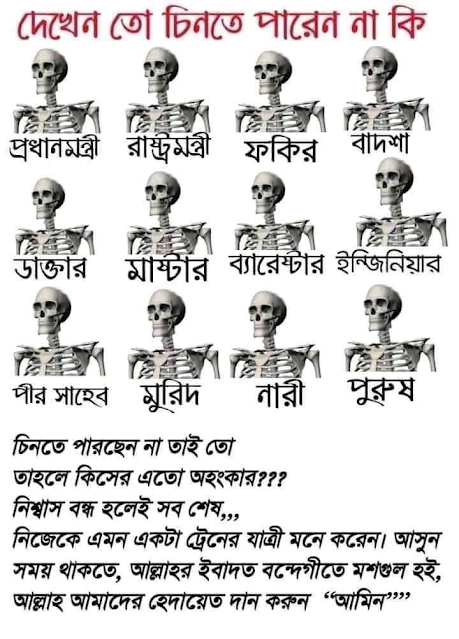 দেখেন তো চিনতে পারেন না কি
প্রধানমন্ত্রী রাস্ট্রমন্ত্রী ফকির বাদশা
ডাক্তার মাস্টার ব্যারেস্টার ইন্জিনিয়ার
পীর সাহেব মুরিদ নারী পুরুষ
চিনতে পারছেন না তাই তো
তাহলে কিসের এতো অহংকার???
নিশ্বাস বন্ধ হলেই সব শেষ,,,
নিজেকে এমন একটা ট্রেনের যাত্রী মনে করেন। আসুন
সময় থাকতে, আল্লাহর ইবাদত বন্দেগীতে মশগুল হই,
আল্লাহ আমাদের হেদায়েত দান করুন “আমিন””